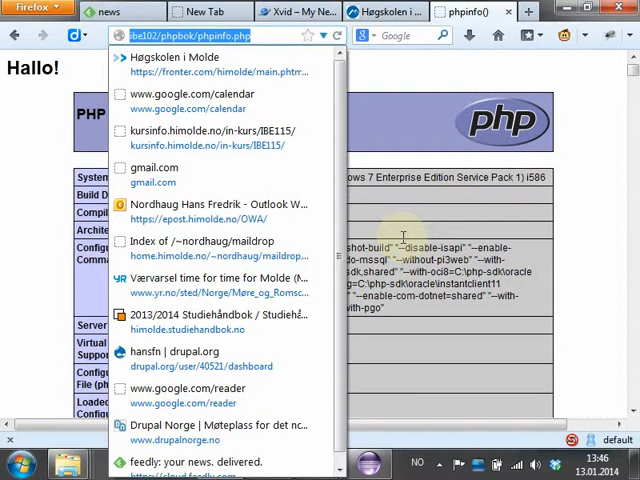 Firefox
news
New Tab
Xvid – My Ne...
Høgskolen i ...
phpinfo()
ibe102/phpbok/phpinfo.php
Google
Hallo!
Høgskolen i Molde
https://fronter.com/himolde/main.phtm...
www.google.com/calendar
www.google.com/calendar
kursinfo.himolde.no/in-kurs/IBE115/
kursinfo.himolde.no/in-kurs/IBE115/
gmail.com
gmail.com
Nordhaug Hans Fredrik - Outlook W...
https://epost.himolde.no/OWA/
Index of /~nordhaug/maildrop
home.himolde.no/~nordhaug/maildrop...
Værvarsel time for time for Molde (M...
www.yr.no/sted/Norge/Møre_og_Romsc...
2013/2014 Studiehåndbok / Studiehå...
himolde.studiehandbok.no
hansfn | drupal.org
https://drupal.org/user/40521/dashboard
www.google.com/reader
www.google.com/reader
Drupal Norge | Møteplass for det no...
www.drupalnorge.no
feedly: your news. delivered.
PHP
php
System
ows 7 Enterprise Edition Service Pack 1) i586
Build D
Compil
Archite
Config
Comma
shot-build" "--disable-isapi" "--enable-
do-mssql" "--without-pi3web" "--with-
sdk,shared" "--with-oci8=C:\php-sdk\oracle
g=C:\php-sdk\oracle\instantclient11
"--enable-com-dotnet=shared" "--with-
with-pgo"
Server
Virtual
Suppor
Config
File (ph
Loaded
Config
default
NO
13:46
13.01.2014